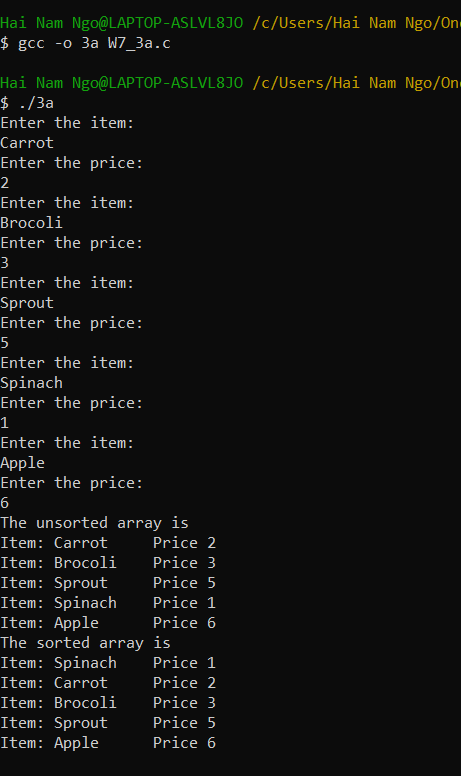 Hai Nam Ngo@LAPTOP-ASLVL8JO /c/Users/Hai Nam Ngo/One
$ gcc -o 3a W7_3a.c
Hai Nam Ngo@LAPTOP-ASLVL8JO /c/Users/Hai Nam Ngo/One
$ ./3a
Enter the item:
Carrot
Enter the price:
2
Enter the item:
Brocoli
Enter the price:
3
Enter the item:
Sprout
Enter the price:
5
Enter the item:
Spinach
Enter the price:
1
Enter the item:
Apple
Enter the price:
6
The unsorted array is
Item: Carrot     Price 2
Item: Brocoli    Price 3
Item: Sprout     Price 5
Item: Spinach    Price 1
Item: Apple      Price 6
The sorted array is
Item: Spinach    Price 1
Item: Carrot     Price 2
Item: Brocoli    Price 3
Item: Sprout     Price 5
Item: Apple      Price 6